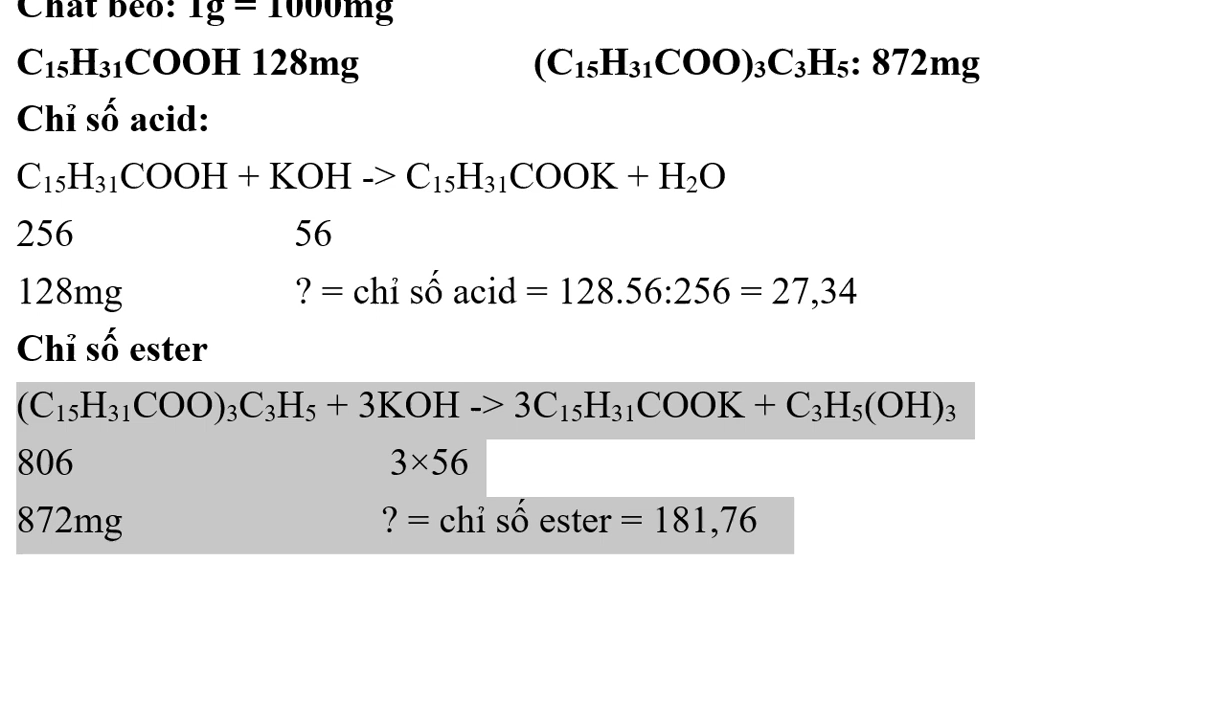 Chất béo: 1g = 1000mg
C₁₅H₃₁COOH 128mg (C₁₅H₃₁COO)₃C₃H₅: 872mg
Chỉ số acid:
C₁₅H₃₁COOH + KOH -> C₁₅H₃₁COOK + H₂O
256 56
128mg ? = chỉ số acid = 128.56:256 = 27,34
Chỉ số ester
(C₁₅H₃₁COO)₃C₃H₅ + 3KOH -> 3C₁₅H₃₁COOK + C₃H₅(OH)₃
806 3×56
872mg ? = chỉ số ester = 181,76